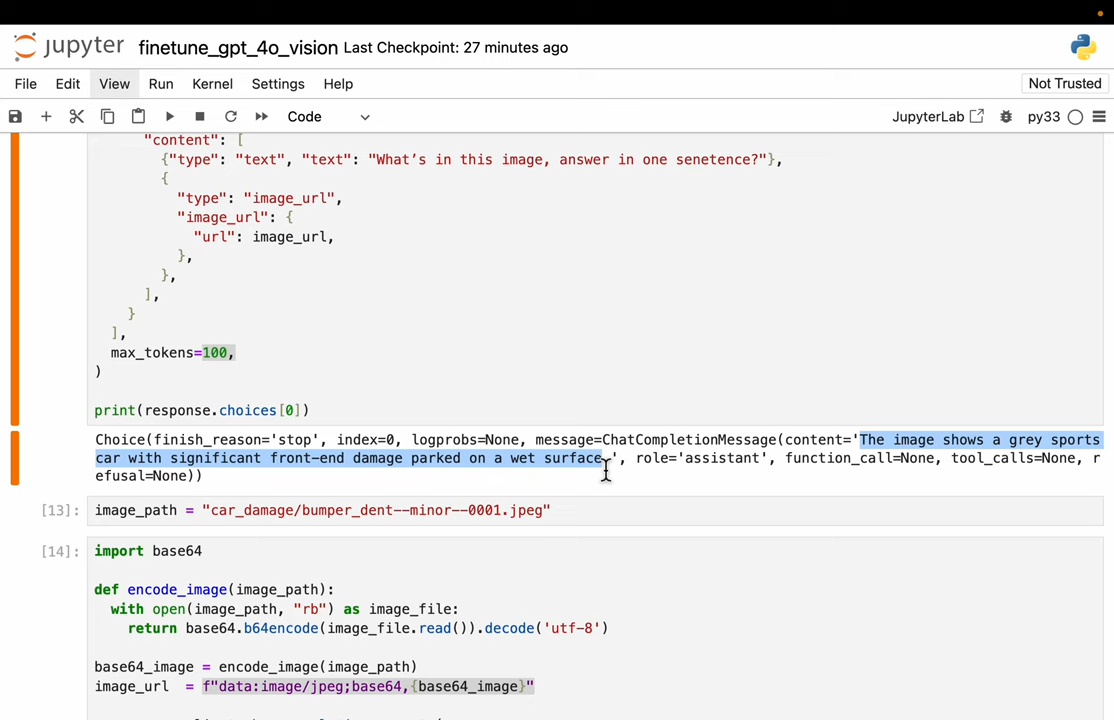 jupyter finetune_gpt_4o_vision Last Checkpoint: 27 minutes ago
File Edit View Run Kernel Settings Help Not Trusted
Code JupyterLab py33
"content": [
{"type": "text", "text": "What’s in this image, answer in one senetence?"},
{
"type": "image_url",
"image_url": {
"url": image_url,
},
},
],
}
],
max_tokens=100,
)
print(response.choices[0])
Choice(finish_reason='stop', index=0, logprobs=None, message=ChatCompletionMessage(content='The image shows a grey sports
car with significant front-end damage parked on a wet surface.', role='assistant', function_call=None, tool_calls=None, r
efusal=None))
[13]: image_path = "car_damage/bumper_dent--minor--0001.jpeg"
[14]: import base64
def encode_image(image_path):
with open(image_path, "rb") as image_file:
return base64.b64encode(image_file.read()).decode('utf-8')
base64_image = encode_image(image_path)
image_url = f"data:image/jpeg;base64,{base64_image}"